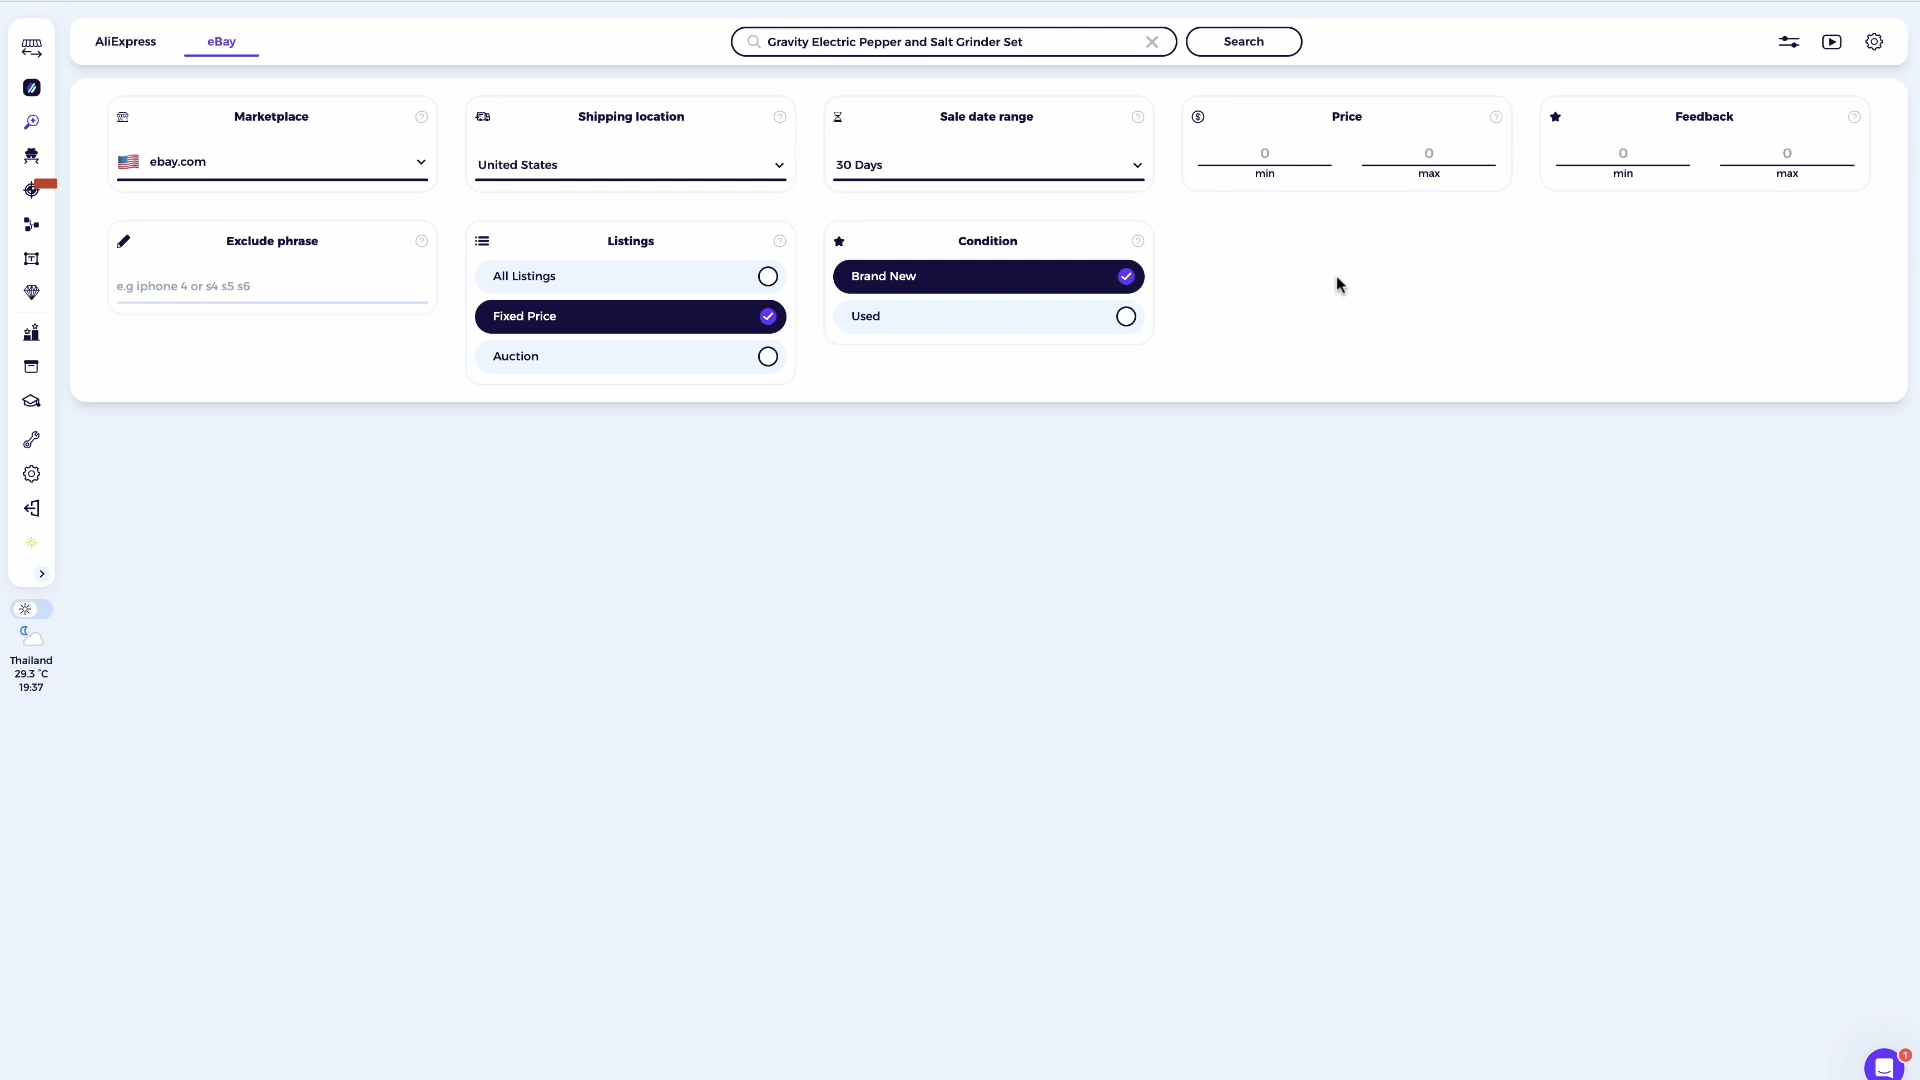 AliExpress
eBay
Gravity Electric Pepper and Salt Grinder Set
Search
Marketplace
ebay.com
Shipping location
United States
Sale date range
30 Days
Price
0
0
min
max
Feedback
0
0
min
max
Exclude phrase
e.g iphone 4 or s4 s5 s6
Listings
All Listings
Fixed Price
Auction
Condition
Brand New
Used
Thailand
29.3 °C
19:37
1